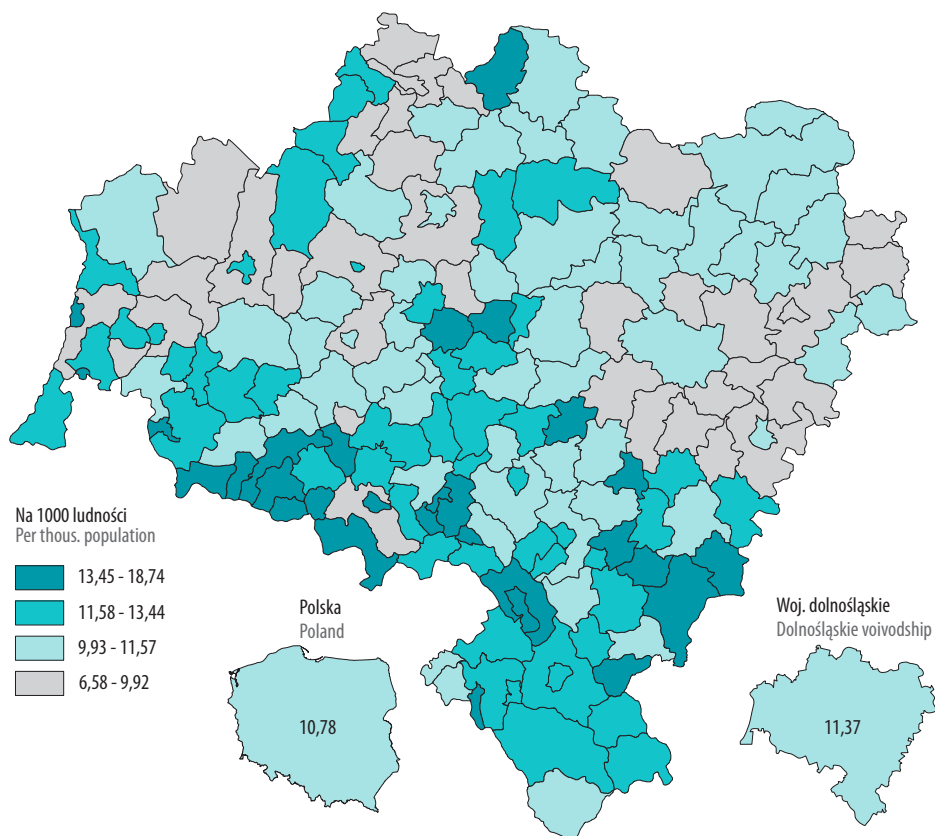 Na 1000 ludności
Per thous. population
13,45 - 18,74
11,58 - 13,44
9,93 - 11,57
6,58 - 9,92
Polska
Poland
10,78
Woj. dolnośląskie
Dolnośląskie voivodship
11,37